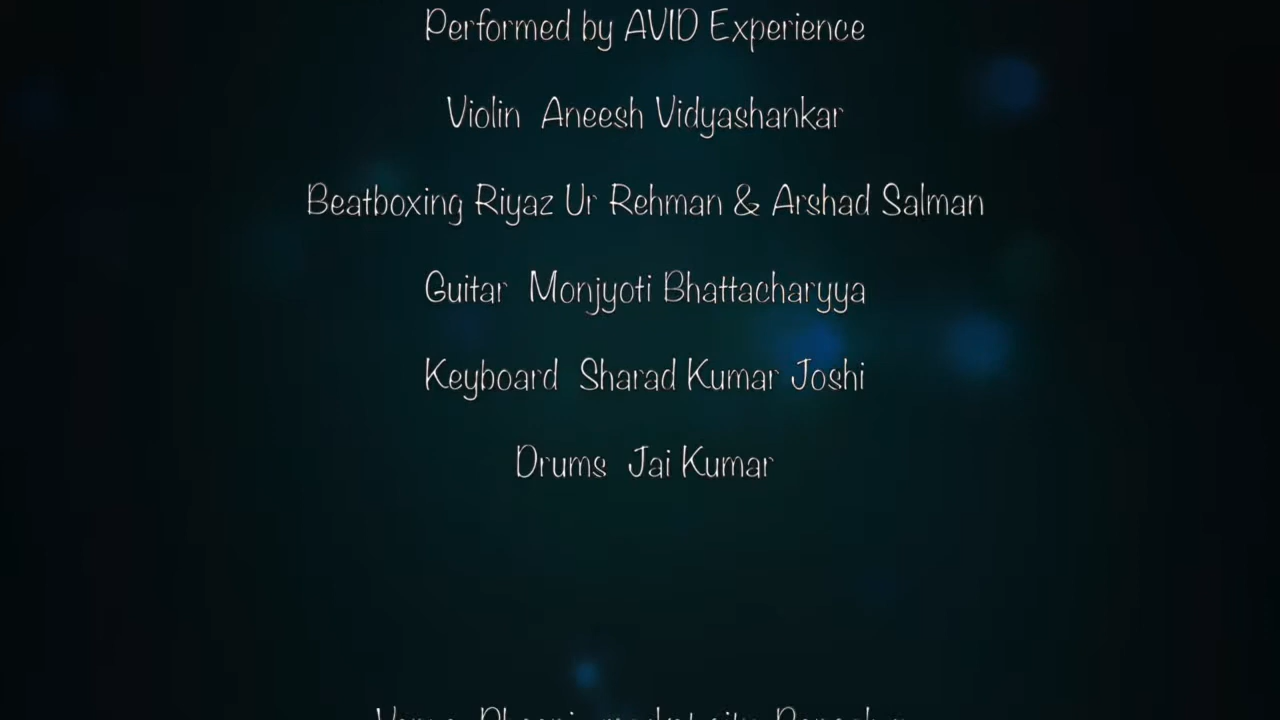 Performed by AVID Experience
Violin Aneesh Vidyashankar
Beatboxing Riyaz Ur Rehman & Arshad Salman
Guitar Monjyoti Bhattacharyya
Keyboard Sharad Kumar Joshi
Drums Jai Kumar